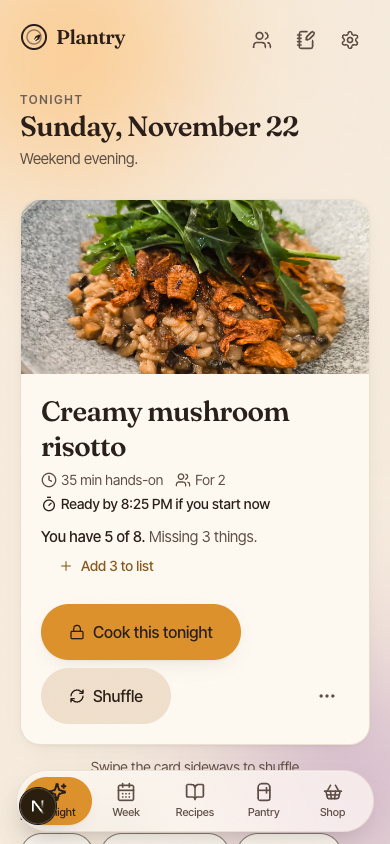 Plantry
TONIGHT
Sunday, November 22
Weekend evening.
Creamy mushroom
risotto
35 min hands-on For 2
Ready by 8:25 PM if you start now
You have 5 of 8. Missing 3 things.
Add 3 to list
Cook this tonight
Shuffle
Swipe the card sideways to shuffle
N
Week Recipes Pantry Shop